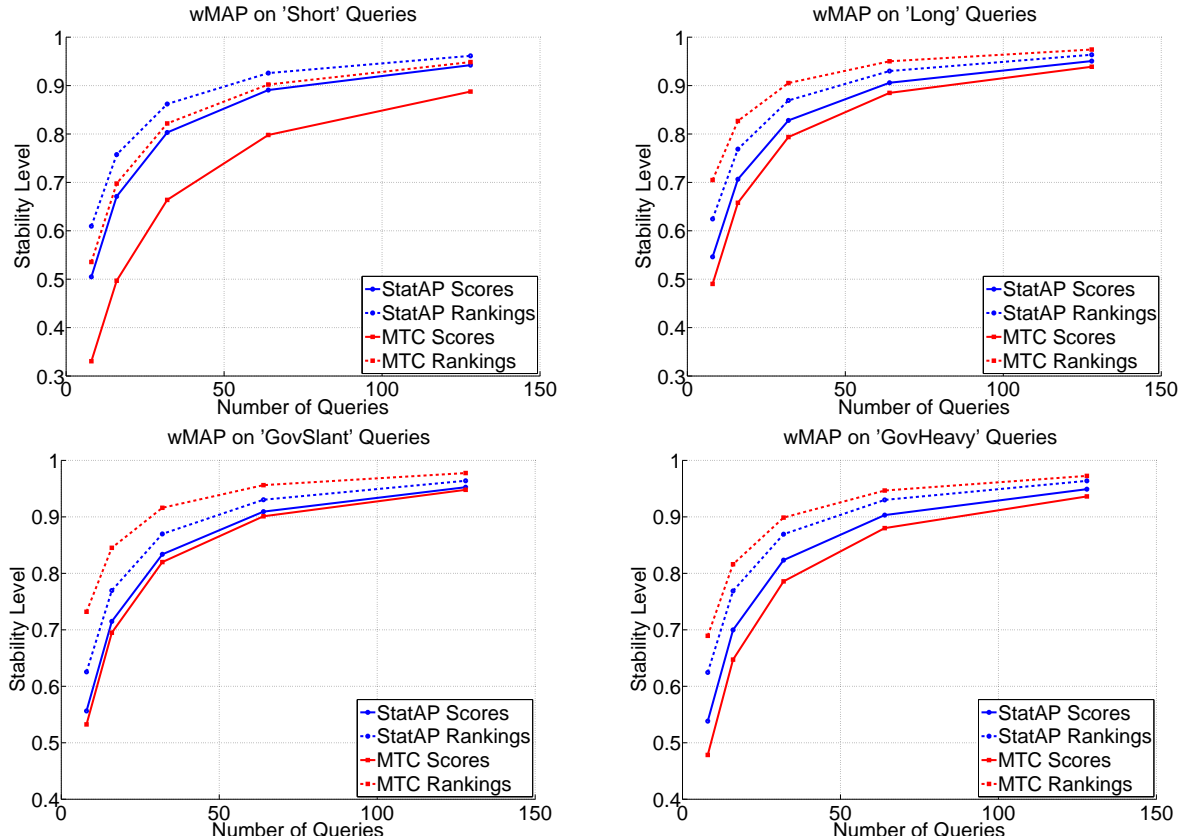 wMAP on 'Short' Queries
1
0.9
0.8
0.7
0.6
0.5
0.4
0.3
0
50
100
150
Stability Level
Number of Queries
StatAP Scores
StatAP Rankings
MTC Scores
MTC Rankings
wMAP on 'Long' Queries
1
0.9
0.8
0.7
0.6
0.5
0.4
0.3
0
50
100
150
Stability Level
Number of Queries
StatAP Scores
StatAP Rankings
MTC Scores
MTC Rankings
wMAP on 'GovSlant' Queries
1
0.9
0.8
0.7
0.6
0.5
0.4
0
50
100
150
Stability Level
Number of Queries
StatAP Scores
StatAP Rankings
MTC Scores
MTC Rankings
wMAP on 'GovHeavy' Queries
1
0.9
0.8
0.7
0.6
0.5
0.4
0
50
100
150
Stability Level
Number of Queries
StatAP Scores
StatAP Rankings
MTC Scores
MTC Rankings